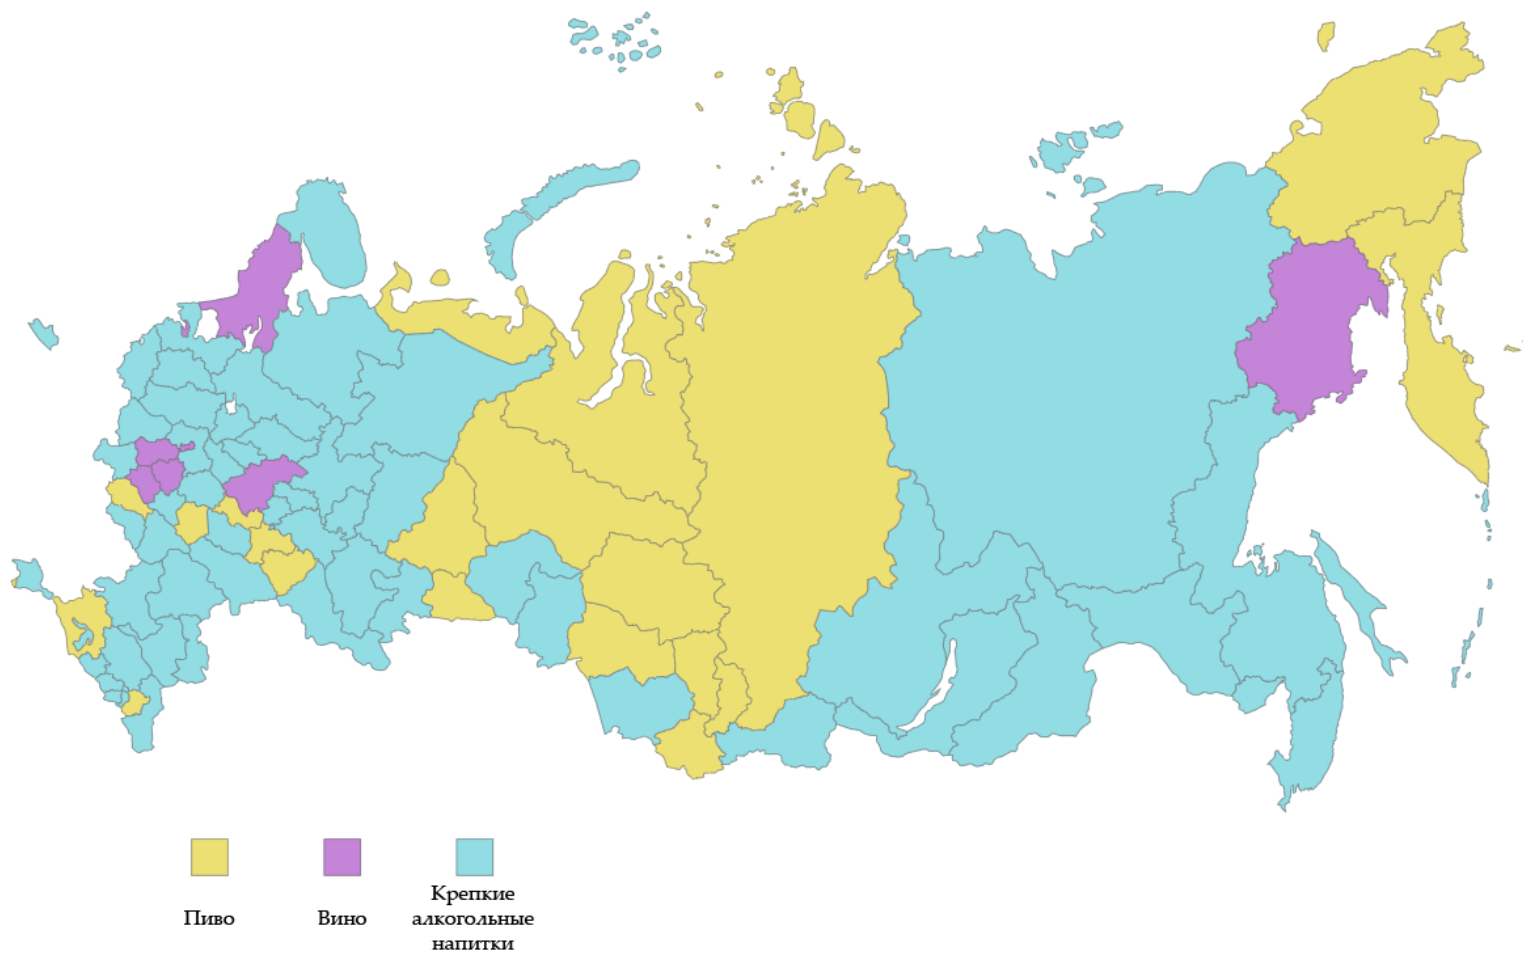 Пиво
Вино
Крепкие
алкогольные
напитки